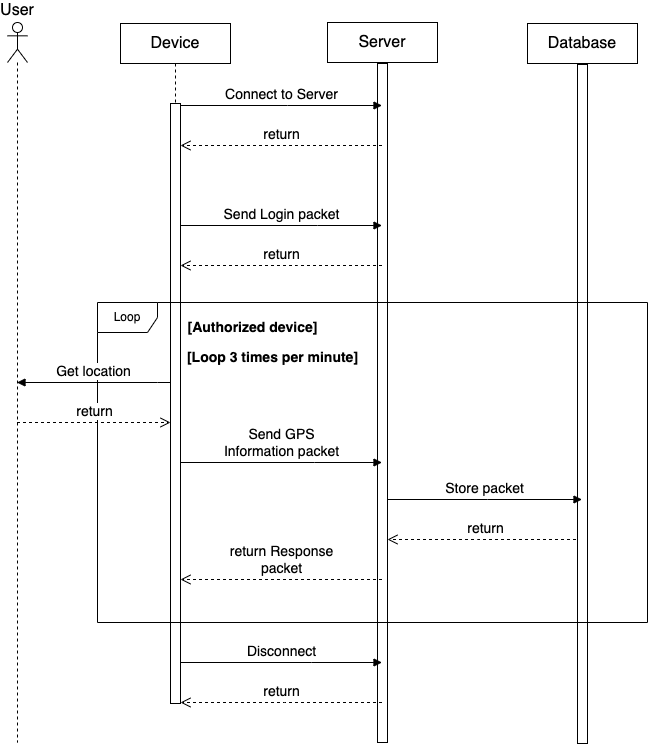 User
Device
Server
Database
Connect to Server
return
Send Login packet
return
Loop
[Authorized device]
[Loop 3 times per minute]
Get location
return
Send GPS
Information packet
Store packet
return
return Response
packet
Disconnect
return